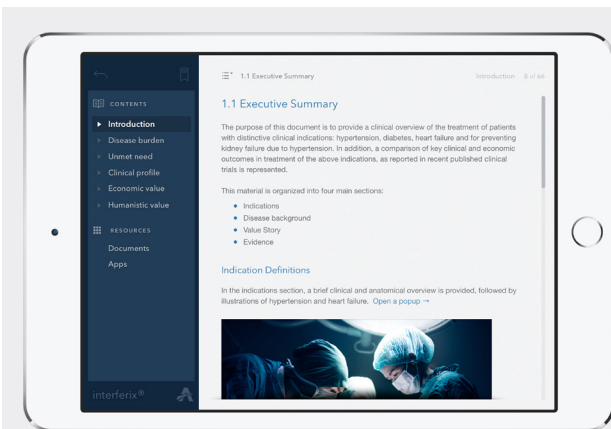 CONTENTS
Introduction
Disease burden
Unmet need
Clinical profile
Economic value
Humanistic value
RESOURCES
Documents
Apps
interferix®
1.1 Executive Summary
Introduction 8 of 66
1.1 Executive Summary
The purpose of this document is to provide a clinical overview of the treatment of patients
with distinctive clinical indications: hypertension, diabetes, heart failure and for preventing
kidney failure due to hypertension. In addition, a comparison of key clinical and economic
outcomes in treatment of the above indications, as reported in recent published clinical
trials is represented.
This material is organized into four main sections:
Indications
Disease background
Value Story
Evidence
Indication Definitions
In the indications section, a brief clinical and anatomical overview is provided, followed by
illustrations of hypertension and heart failure. Open a popup →